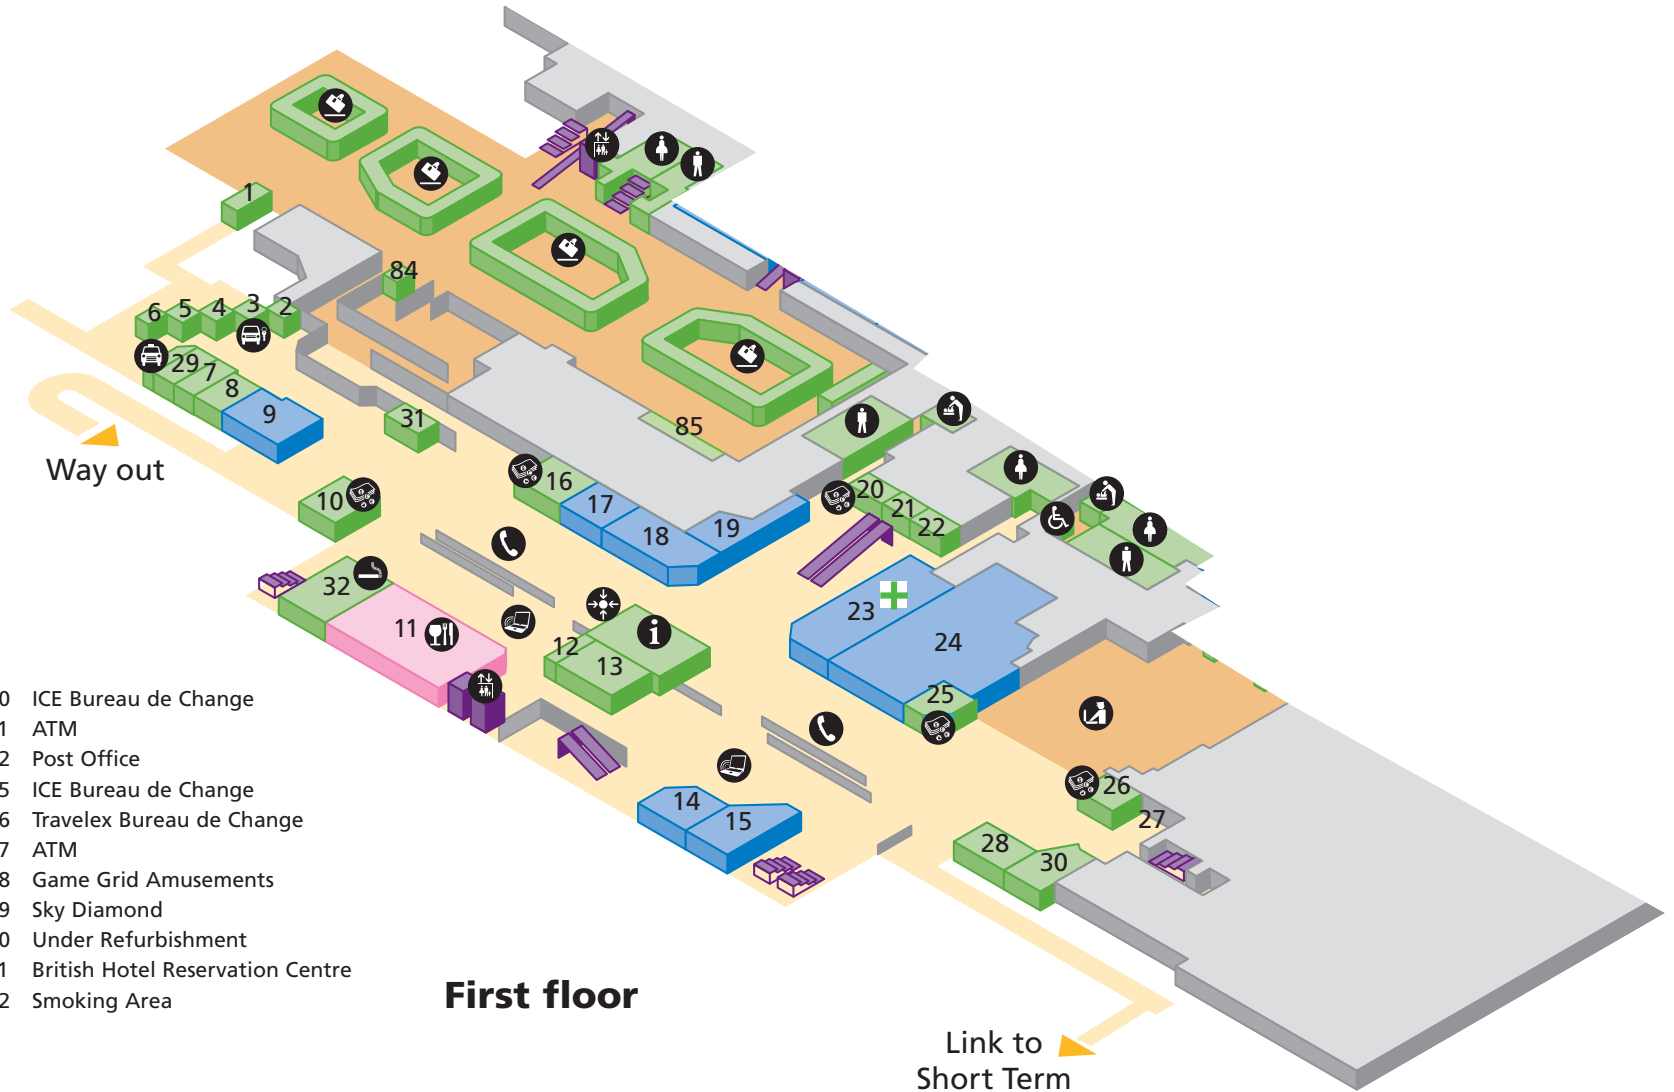 1
84
6 5 4 3 2
29 7
8
9
31
85
Way out
10
16
17
18
19
20
21
22
32
11
12
13
i
23
24
25
14
15
26
27
28
30
0 ICE Bureau de Change
1 ATM
2 Post Office
5 ICE Bureau de Change
6 Travelex Bureau de Change
7 ATM
8 Game Grid Amusements
9 Sky Diamond
0 Under Refurbishment
1 British Hotel Reservation Centre
2 Smoking Area
First floor
Link to
Short Term